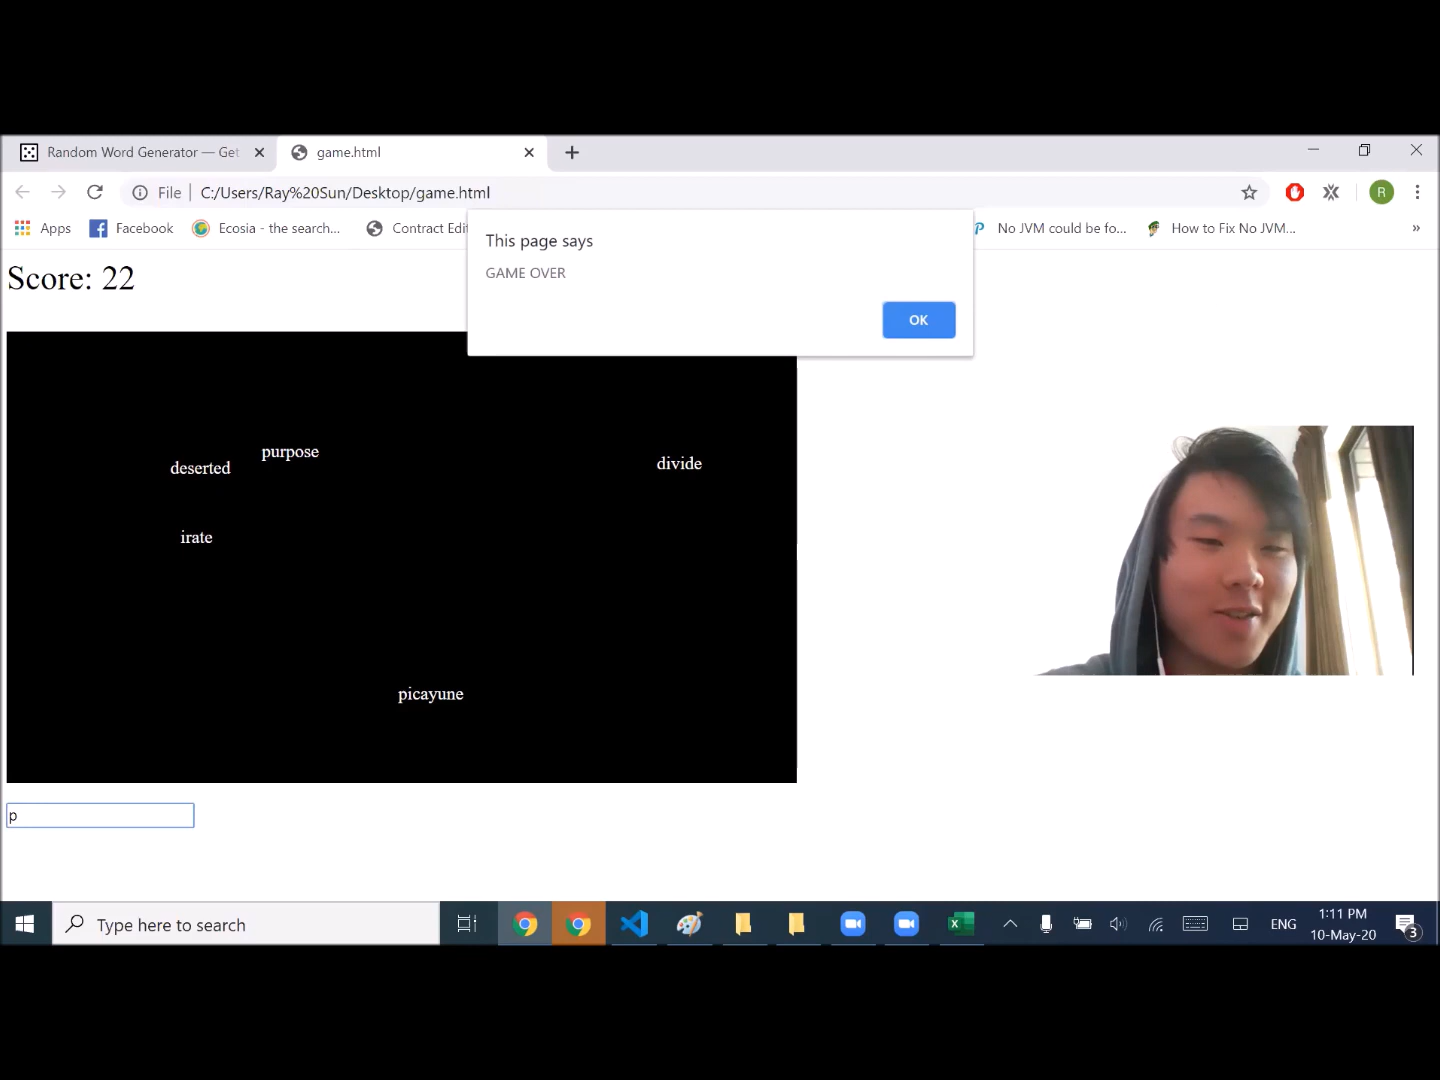 Random Word Generator — Get
game.html
File
C:/Users/Ray%20Sun/Desktop/game.html
R
Apps
Facebook
Ecosia - the search...
Contract Edit
No JVM could be fo...
How to Fix No JVM...
»
This page says
GAME OVER
OK
Score: 22
purpose
deserted
divide
irate
picayune
p
Type here to search
ENG
1:11 PM
10-May-20
3